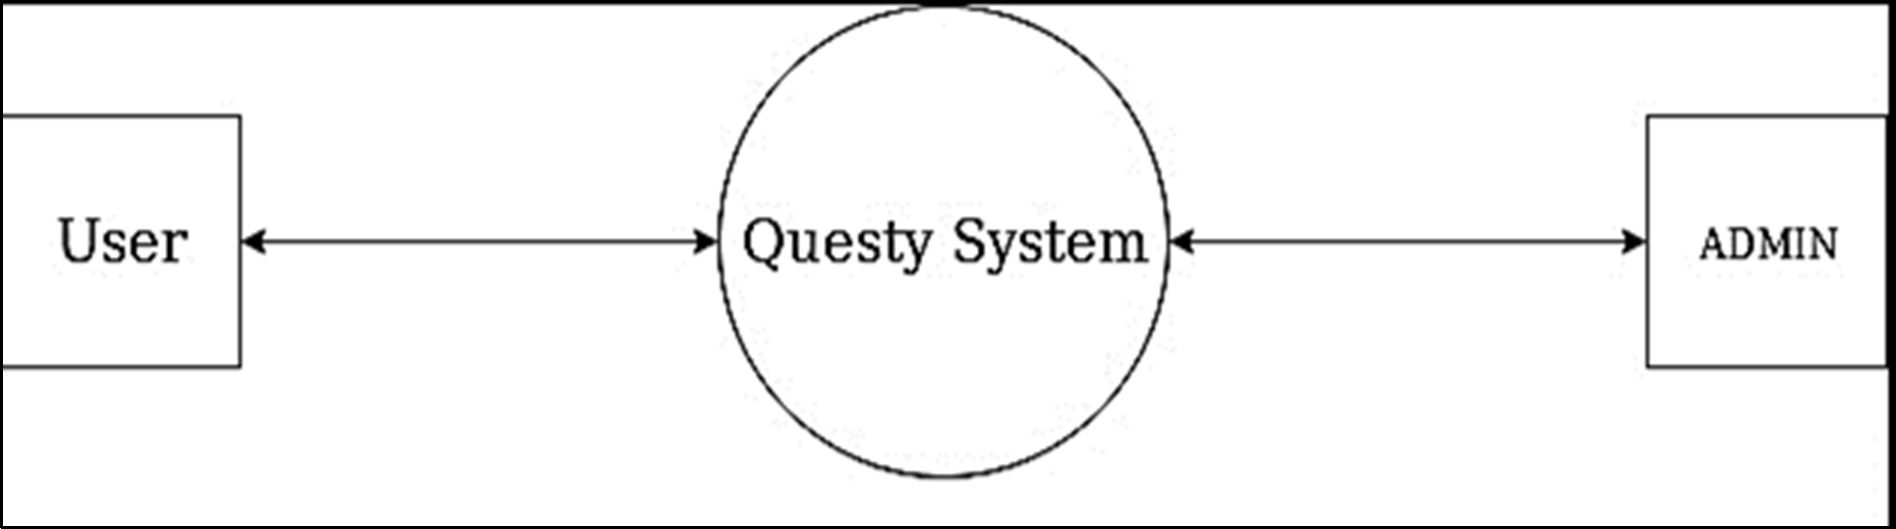 User
Questy System
ADMIN